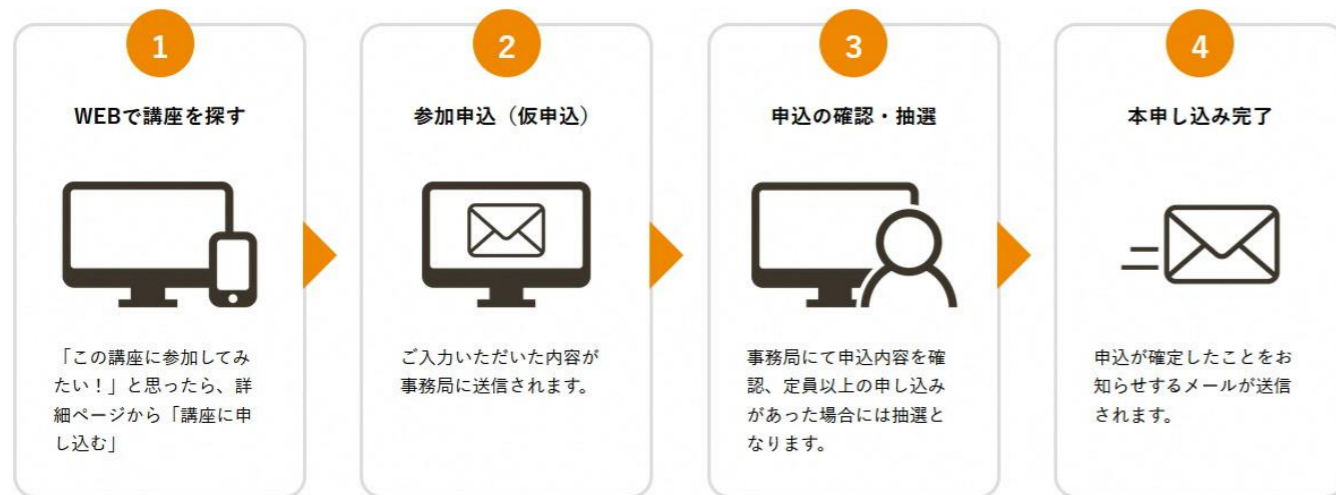 1
WEBで講座を探す
「この講座に参加してみ
たい！」と思ったら、詳
細ページから「講座に申
し込む」
2
参加申込（仮申込）
ご入力いただいた内容が
事務局に送信されます。
3
申込の確認・抽選
事務局にて申込内容を確
認、定員以上の申し込み
があった場合には抽選と
なります。
4
本申し込み完了
申込が確定したことをお
知らせするメールが送信
されます。